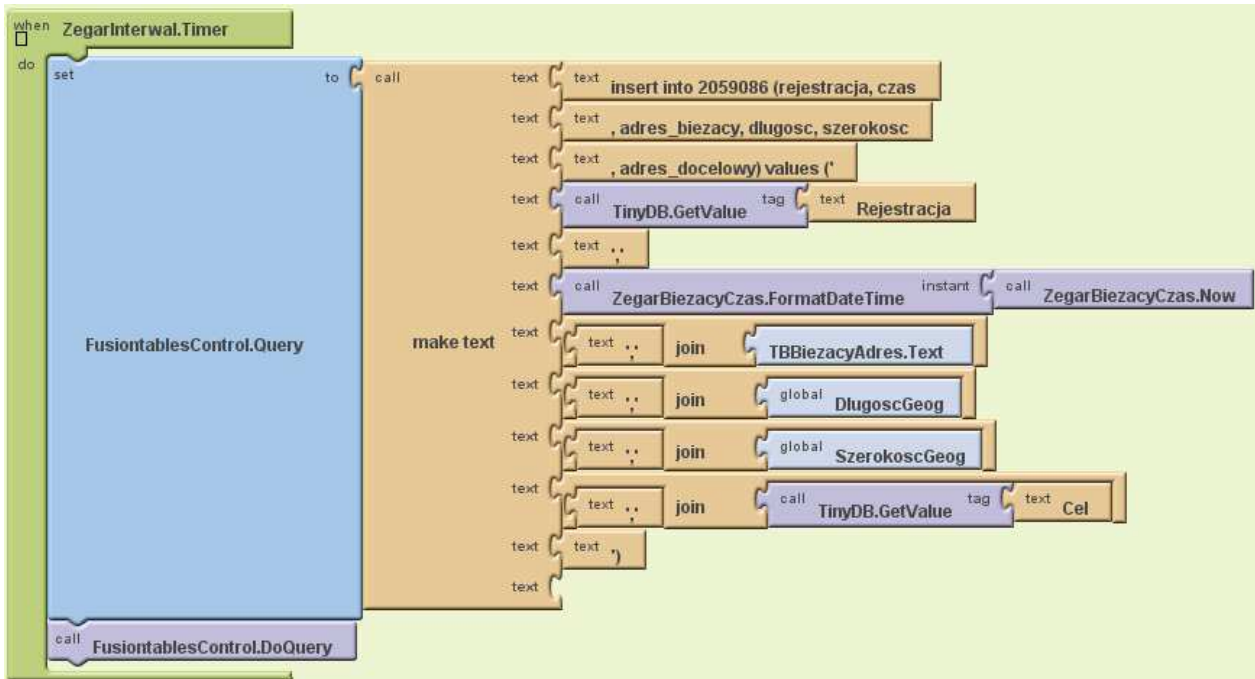 when ZegarInterwal.Timer
do
set to call text text insert into 2059086 (rejestracja, czas
text text , adres_biezacy, dlugosc, szerokosc
text text , adres_docelowy) values ('
text call TinyDB.GetValue tag text Rejestracja
text text ','
text call ZegarBiezacyCzas.FormatDateTime instant call ZegarBiezacyCzas.Now
FusiontablesControl.Query make text text text ',' join TBBiezacyAdres.Text
text text ',' join global DlugoscGeog
text text ',' join global SzerokoscGeog
text text ',' join call TinyDB.GetValue tag text Cel
text text ')
text
call FusiontablesControl.DoQuery